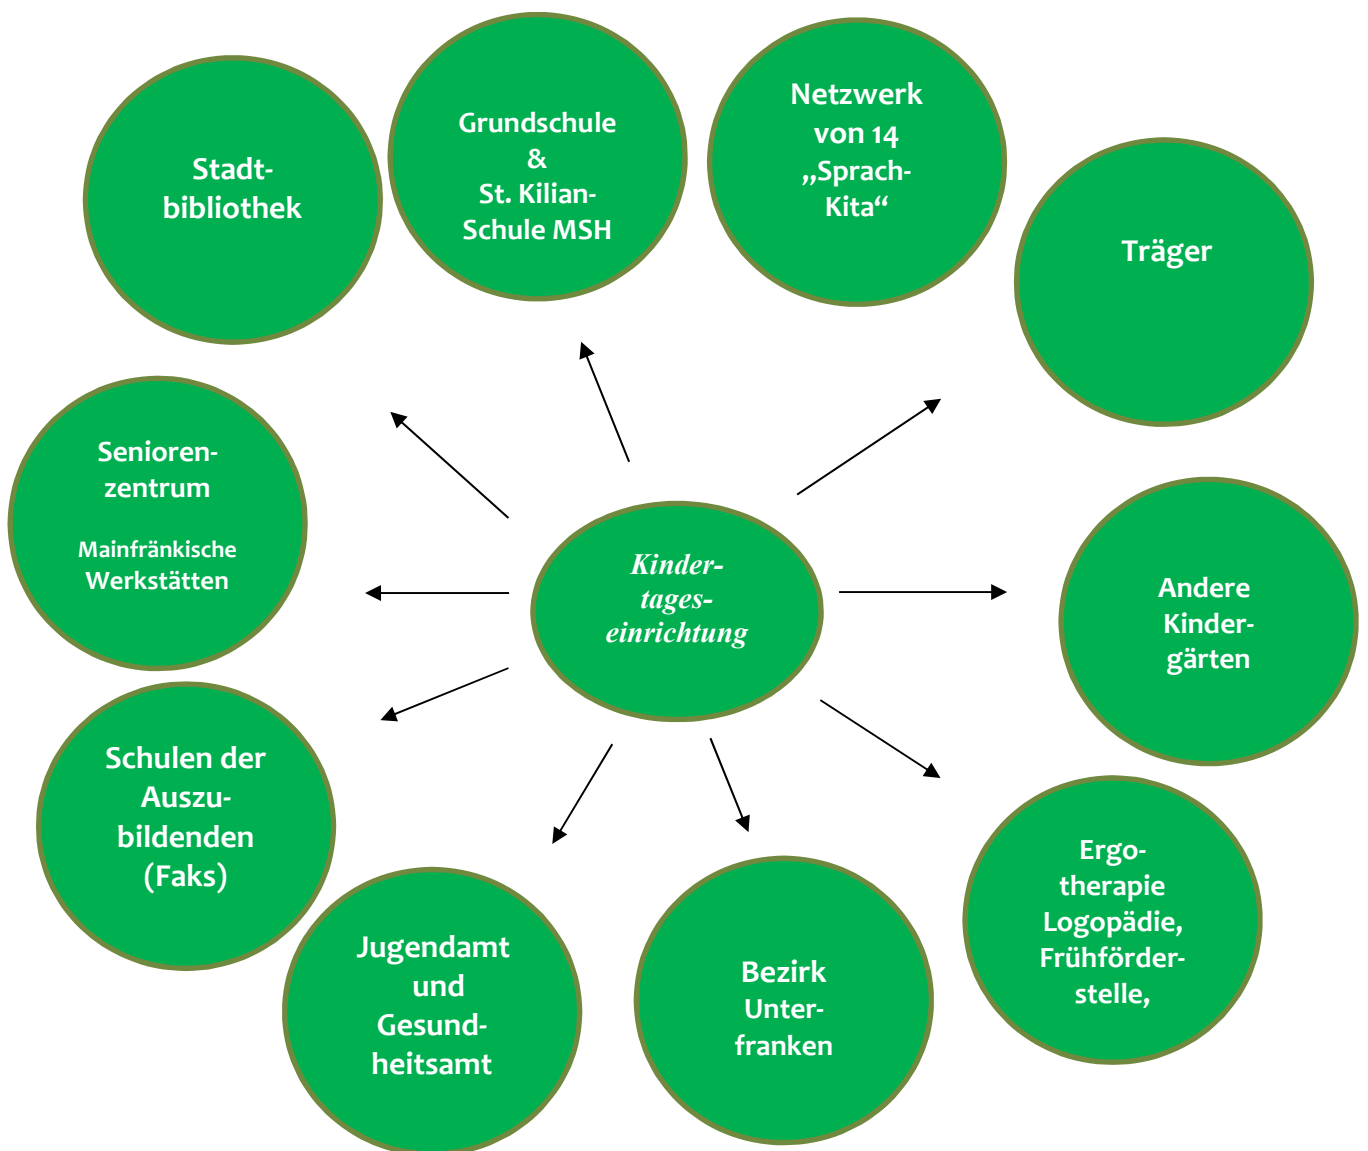 Stadt-
bibliothek
Grundschule
&
St. Kilian-
Schule MSH
Netzwerk
von 14
„Sprach-
Kita“
Träger
Senioren-
zentrum
Mainfränkische
Werkstätten
Kinder-
tages-
einrichtung
Andere
Kinder-
gärten
Schulen der
Auszu-
bildenden
(Faks)
Jugendamt
und
Gesund-
heitsamt
Bezirk
Unter-
franken
Ergo-
therapie
Logopädie,
Frühförder-
stelle,